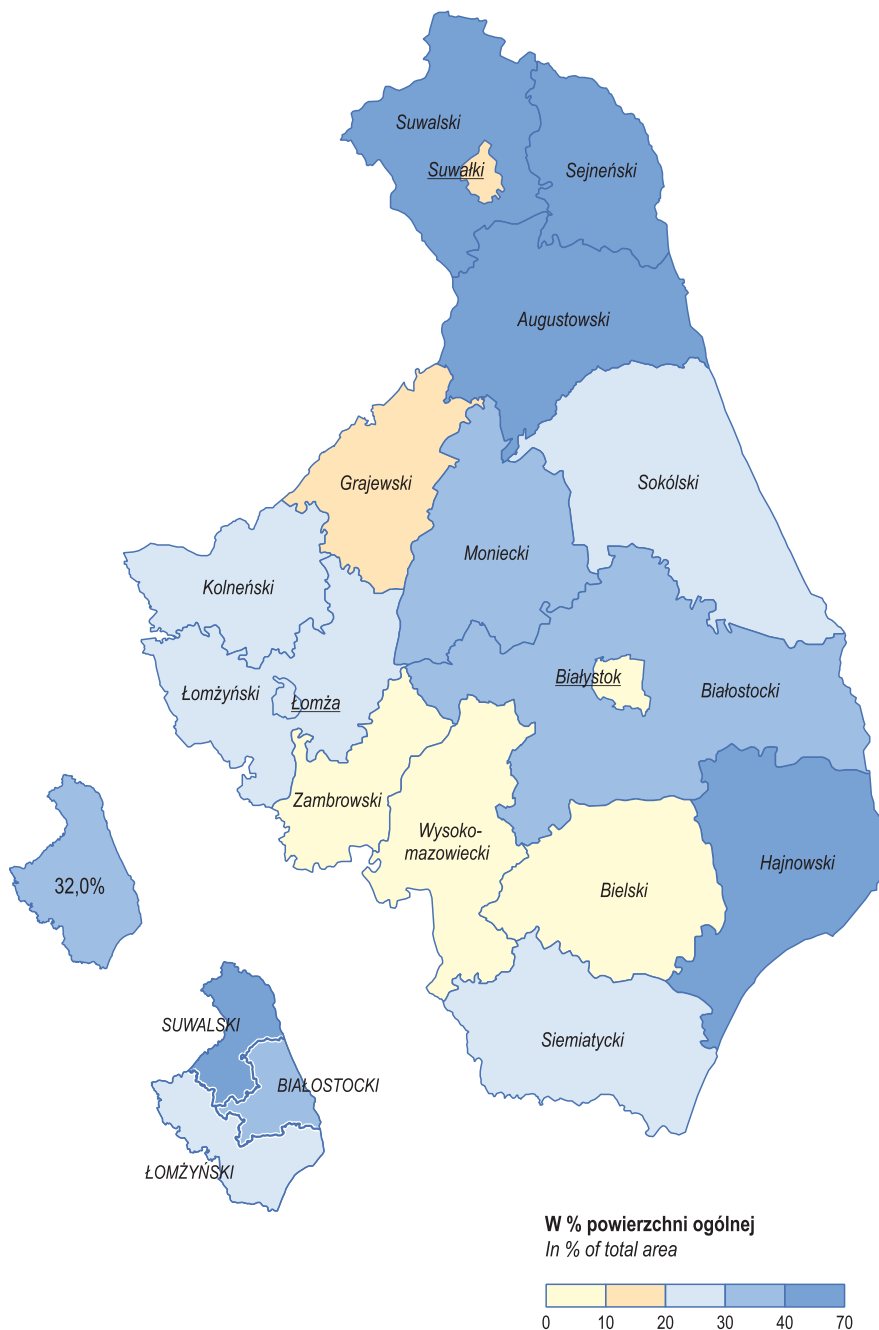 Suwalski
Suwałki
Sejneński
Augustowski
Grajewski
Sokólski
Moniecki
Kolneński
Łomżyński
Łomża
Białystok
Białostocki
Zambrowski
Wysoko-
mazowiecki
Hajnowski
Bielski
32,0%
Siemiatycki
SUWALSKI
BIAŁOSTOCKI
ŁOMŻYŃSKI
W % powierzchni ogólnej
In % of total area
0 10 20 30 40 70